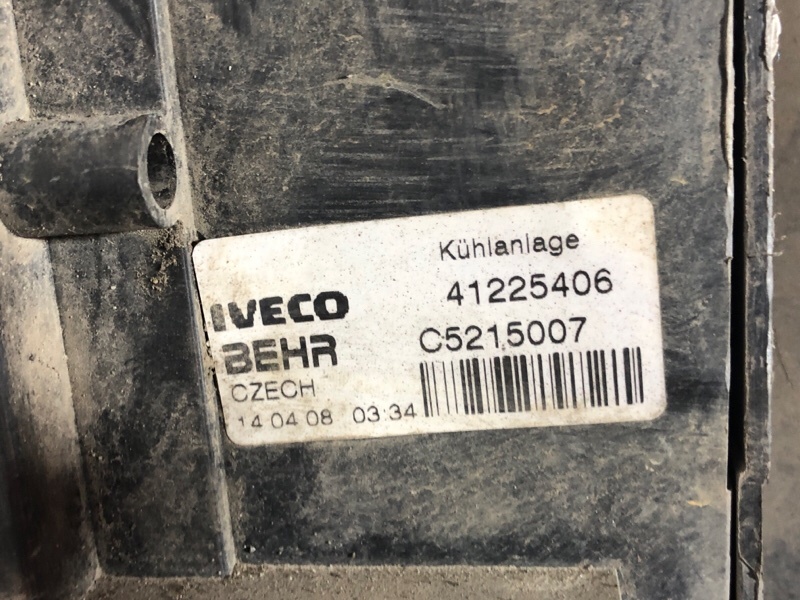 Kühlanlage
41225406
IVECO
C5215007
BEHR
CZECH
14 04 08 03:34